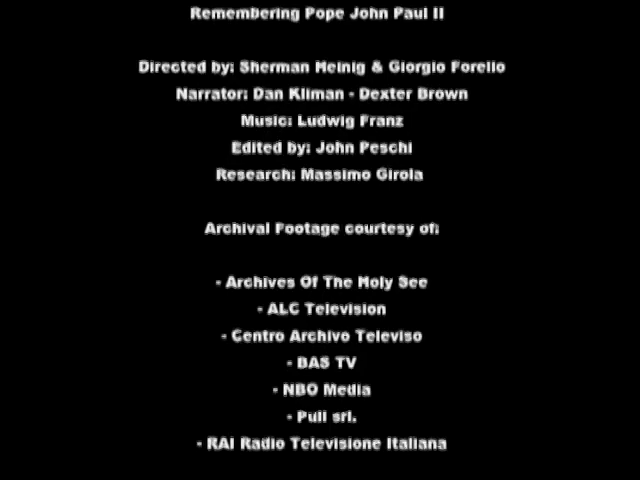 Remembering Pope John Paul II
Directed by: Sherman Heinig & Giorgio Forello
Narrator: Dan Kliman - Dexter Brown
Music: Ludwig Franz
Edited by: John Peschi
Research: Massimo Girola
Archival Footage courtesy of:
- Archives Of The Holy See
- ALC Television
- Centro Archivo Televiso
- BAS TV
- NBO Media
- Pull srl.
- RAI Radio Televisione Italiana